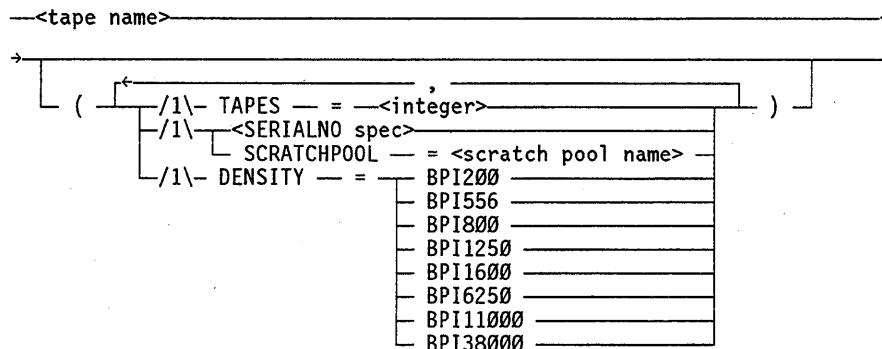 <tape name>
,
( /1\ TAPES = <integer> )
/1\ <SERIALNO spec>
SCRATCHPOOL = <scratch pool name>
/1\ DENSITY = BPI200
BPI556
BPI800
BPI1250
BPI1600
BPI6250
BPI11000
BPI38000